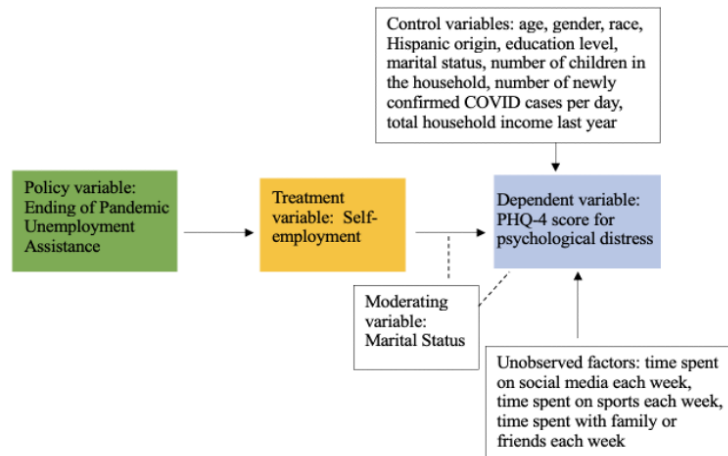 Control variables: age, gender, race,
Hispanic origin, education level,
marital status, number of children in
the household, number of newly
confirmed COVID cases per day,
total household income last year
Policy variable:
Ending of Pandemic
Unemployment
Assistance
Treatment
variable:  Self-
employment
Dependent variable:
PHQ-4 score for
psychological distress
Moderating
variable:
Marital Status
Unobserved factors: time spent
on social media each week,
time spent on sports each week,
time spent with family or
friends each week